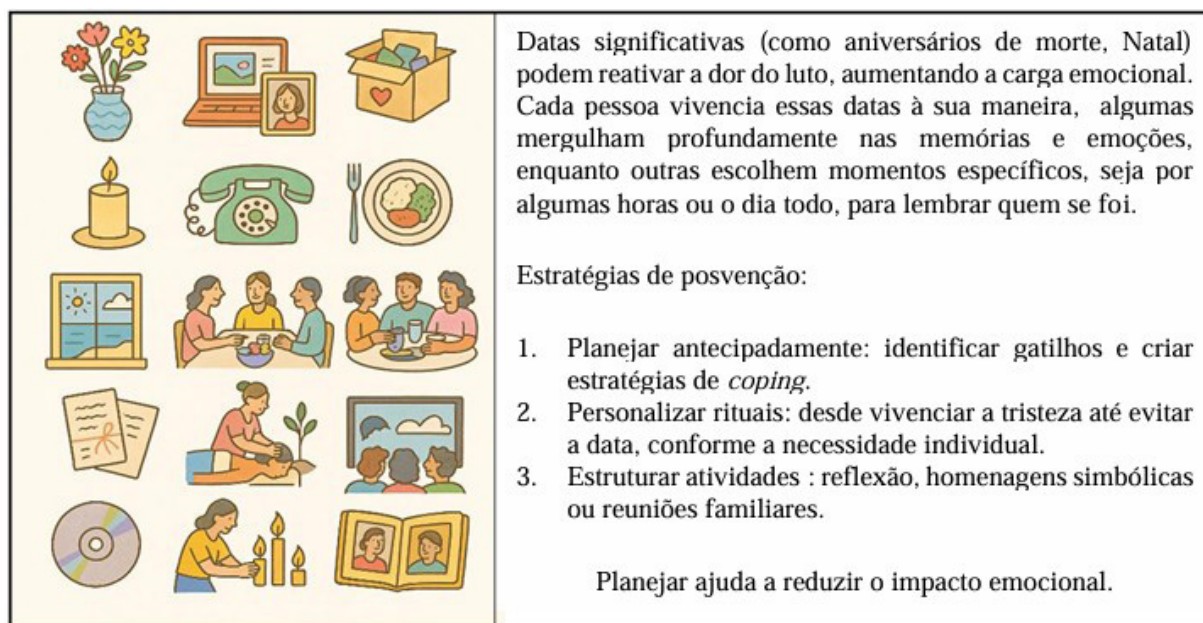 Datas significativas (como aniversários de morte, Natal)
podem reativar a dor do luto, aumentando a carga emocional.
Cada pessoa vivencia essas datas à sua maneira, algumas
mergulham profundamente nas memórias e emoções,
enquanto outras escolhem momentos específicos, seja por
algumas horas ou o dia todo, para lembrar quem se foi.
Estratégias de posvenção:
1. Planejar antecipadamente: identificar gatilhos e criar
estratégias de coping.
2. Personalizar rituais: desde vivenciar a tristeza até evitar
a data, conforme a necessidade individual.
3. Estruturar atividades : reflexão, homenagens simbólicas
ou reuniões familiares.
Planejar ajuda a reduzir o impacto emocional.